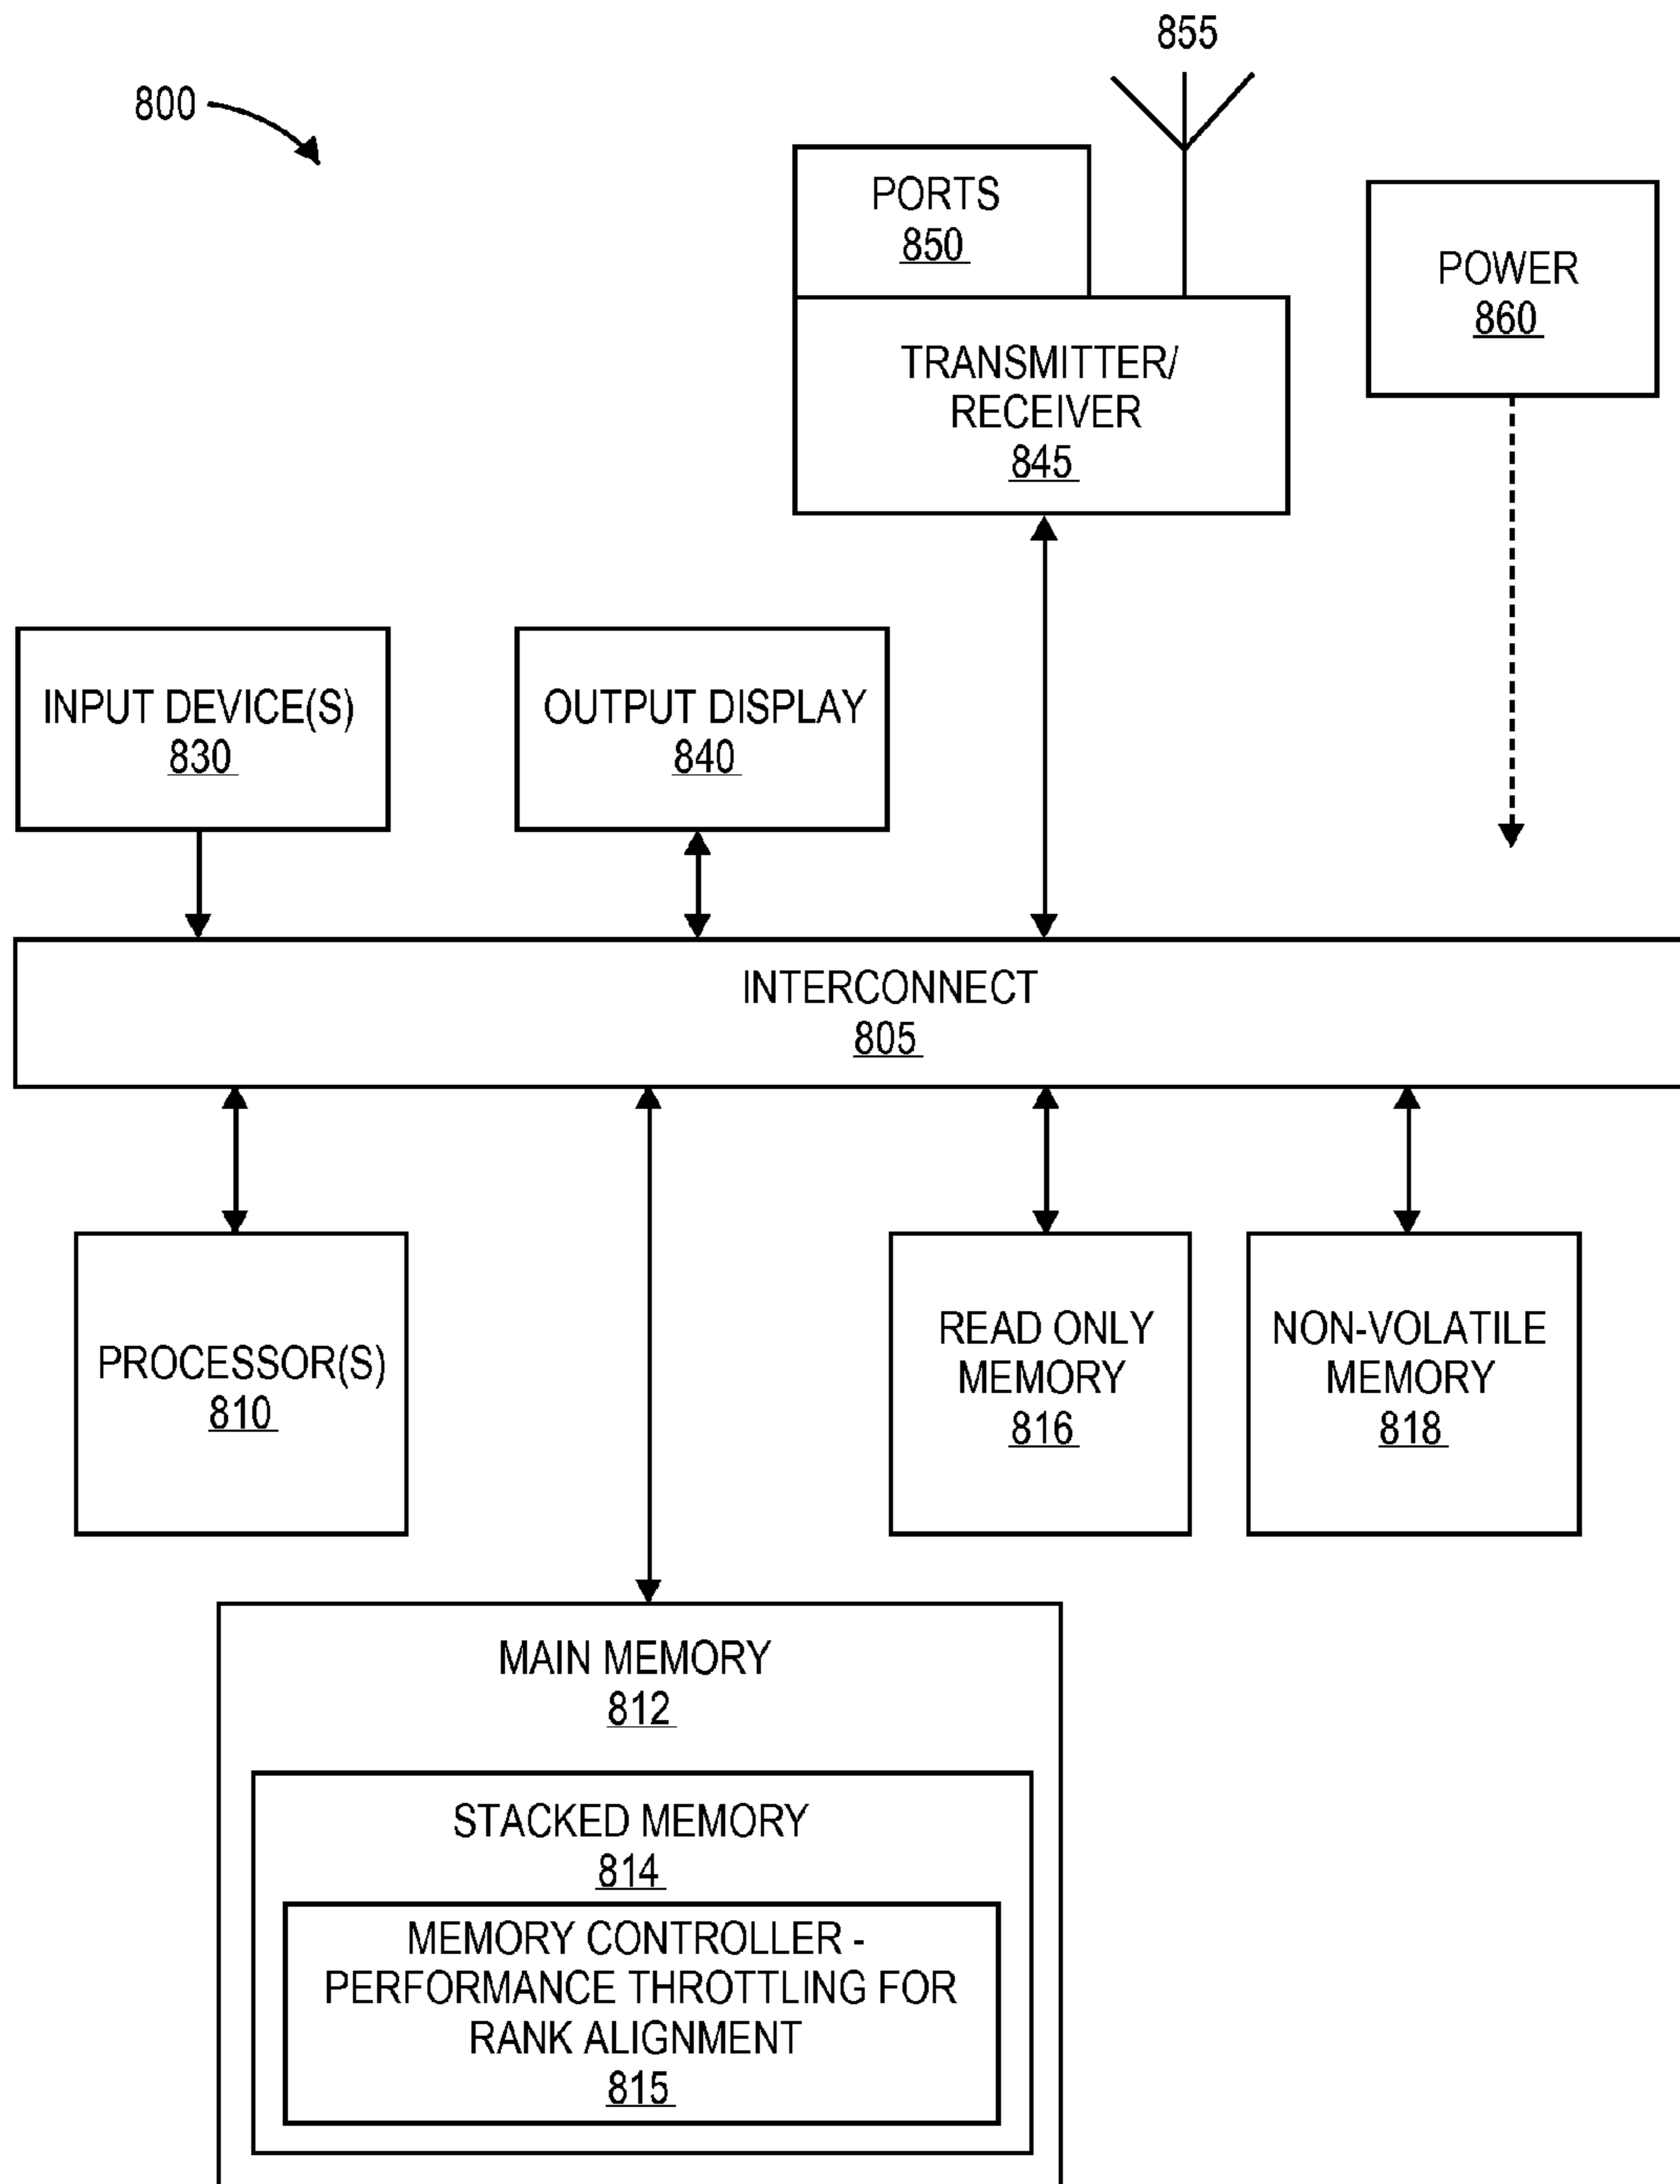 855
800
PORTS
850
POWER
860
TRANSMITTER/
RECEIVER
845
INPUT DEVICE(S)
830
OUTPUT DISPLAY
840
INTERCONNECT
805
PROCESSOR(S)
810
READ ONLY
MEMORY
816
NON-VOLATILE
MEMORY
818
MAIN MEMORY
812
STACKED MEMORY
814
MEMORY CONTROLLER -
PERFORMANCE THROTTLING FOR
RANK ALIGNMENT
815